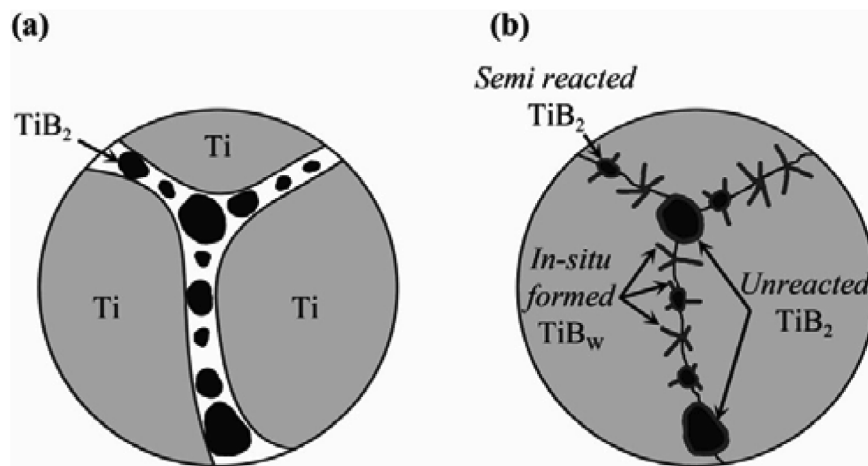 (a)
TiB2
Ti
Ti
Ti
(b)
Semi reacted
TiB2
In-situ
formed
TiBW
Unreacted
TiB2